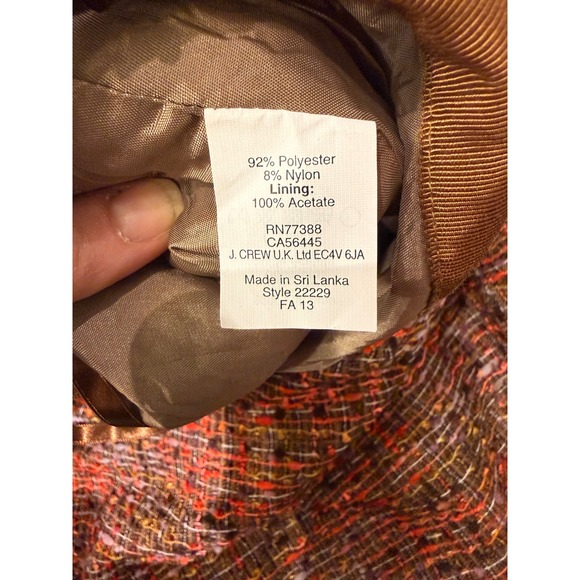 92% Polyester
8% Nylon
Lining:
100% Acetate
RN77388
CA56445
J. CREW U.K. Ltd EC4V 6JA
Made in Sri Lanka
Style 22229
FA 13